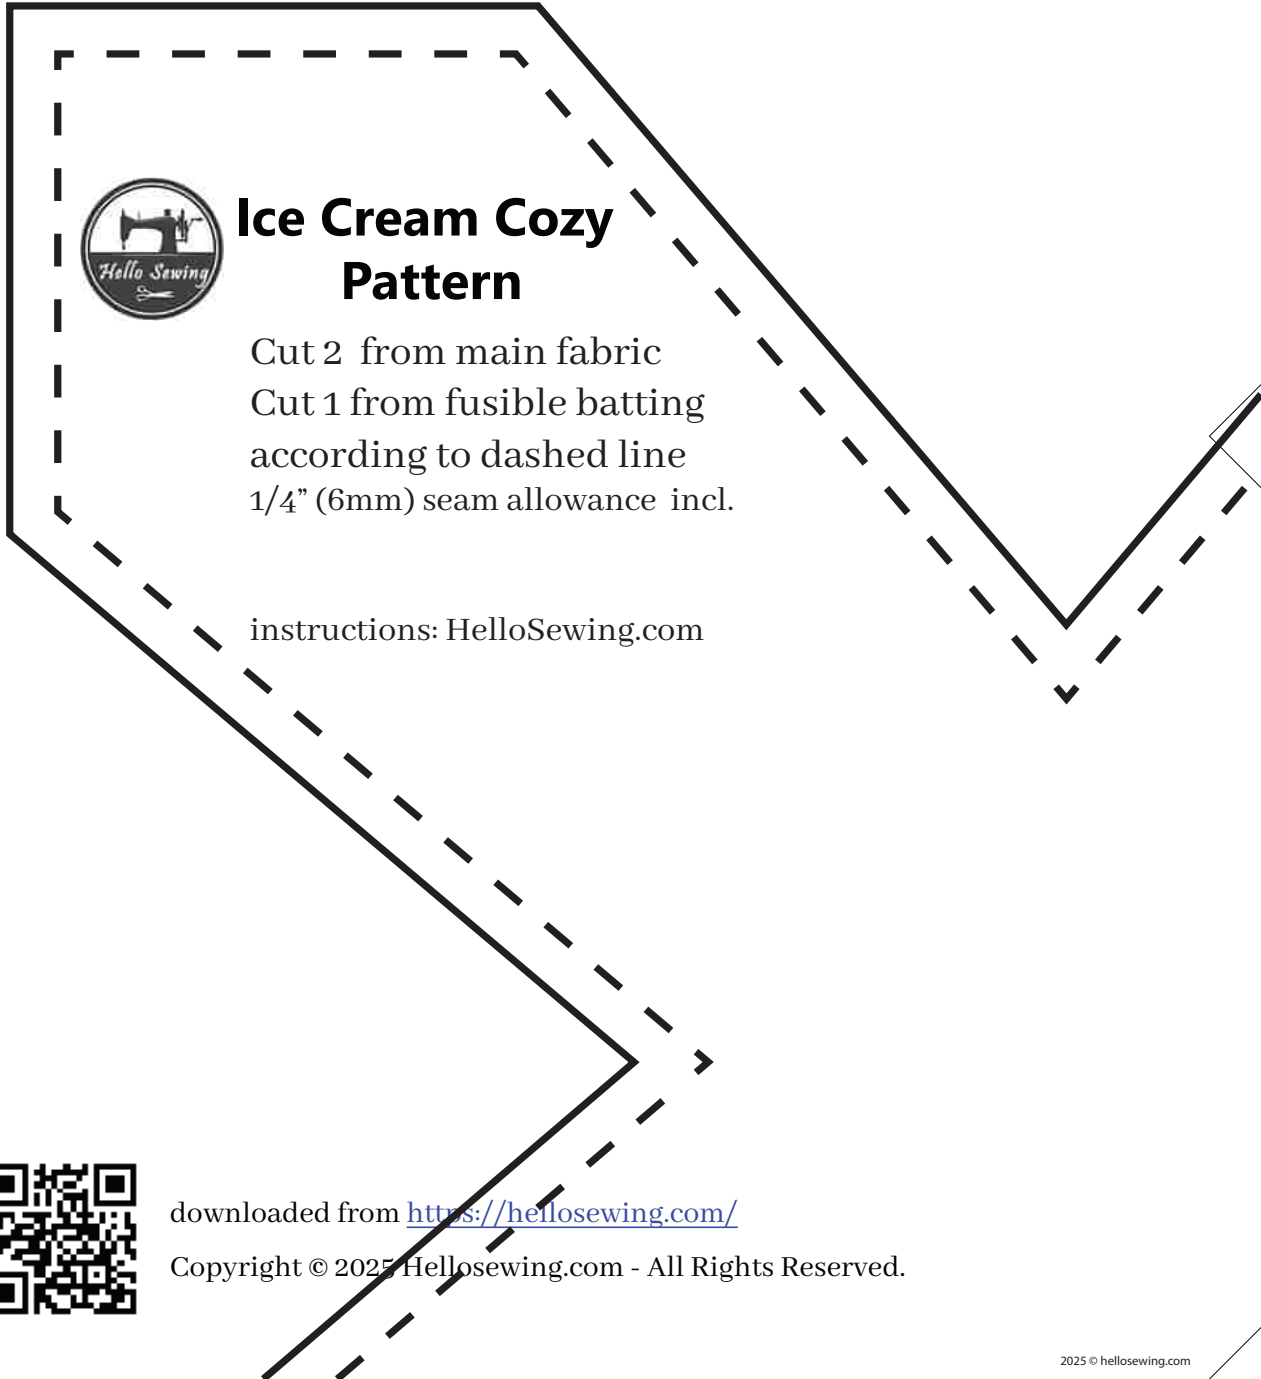 Hello Sewing
Ice Cream Cozy
Pattern
Cut 2 from main fabric
Cut 1 from fusible batting
according to dashed line
1/4” (6mm) seam allowance incl.
instructions: HelloSewing.com
downloaded from https://hellosewing.com/
Copyright © 2025 Hellosewing.com - All Rights Reserved.
2025 © hellosewing.com